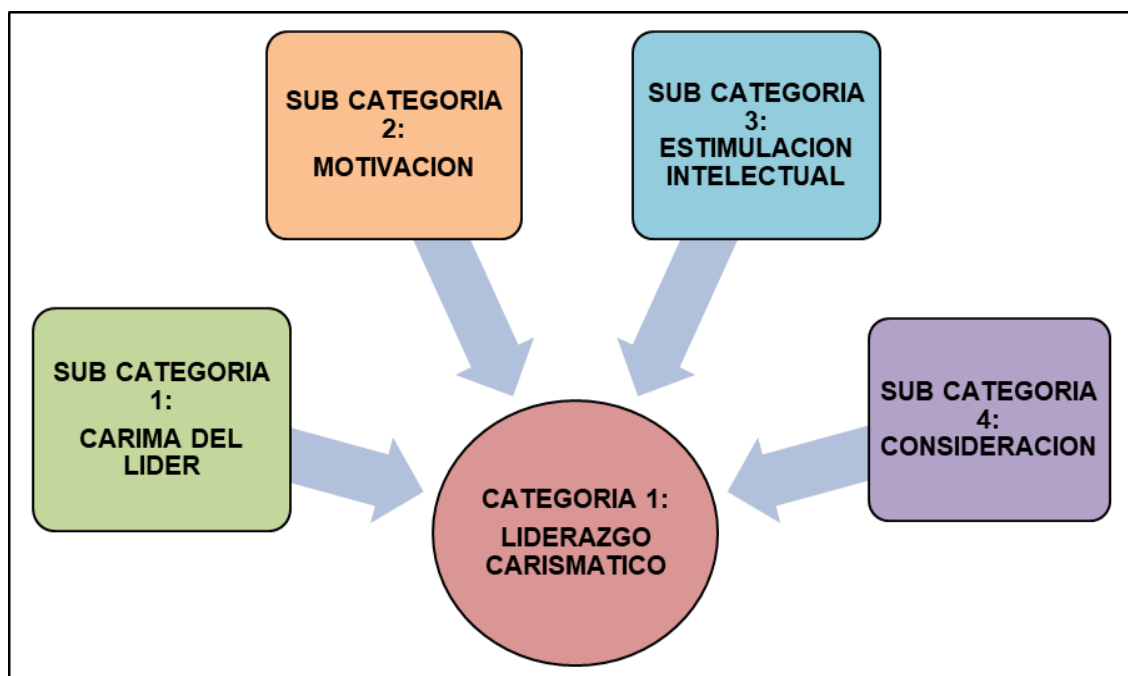 SUB CATEGORIA
2:
MOTIVACION
SUB CATEGORIA
3:
ESTIMULACION
INTELECTUAL
SUB CATEGORIA
1:
CARIMA DEL
LIDER
SUB CATEGORIA
4:
CONSIDERACION
CATEGORIA 1:
LIDERAZGO
CARISMATICO